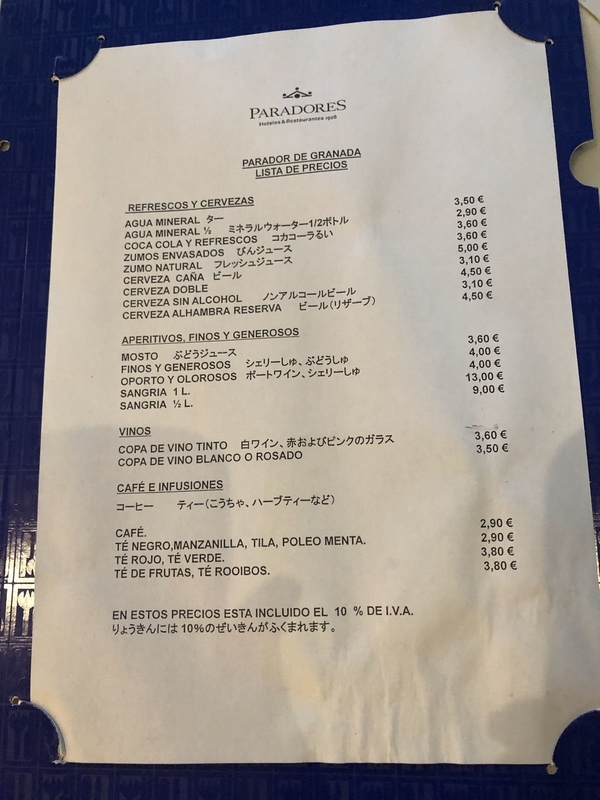 PARADORES
Hoteles & Restaurantes 1928
PARADOR DE GRANADA
LISTA DE PRECIOS
REFRESCOS Y CERVEZAS
AGUA MINERAL ター 3,50 €
AGUA MINERAL ½ ミネラルウォーター1/2ボトル 2,90 €
COCA COLA Y REFRESCOS コカコーラるい 3,60 €
ZUMOS ENVASADOS びんジュース 3,60 €
ZUMO NATURAL フレッシュジュース 5,00 €
CERVEZA CAÑA ビール 3,10 €
CERVEZA DOBLE 4,50 €
CERVEZA SIN ALCOHOL ノンアルコールビール 3,10 €
CERVEZA ALHAMBRA RESERVA ビール(リザーブ) 4,50 €
APERITIVOS, FINOS Y GENEROSOS
MOSTO ぶどうジュース 3,60 €
FINOS Y GENEROSOS シェリーしゅ、ぶどうしゅ 4,00 €
OPORTO Y OLOROSOS ポートワイン、シェリーしゅ 4,00 €
SANGRIA 1 L. 13,00 €
SANGRIA ½ L. 9,00 €
VINOS
COPA DE VINO TINTO 白ワイン、赤およびピンクのガラス 3,60 €
COPA DE VINO BLANCO O ROSADO 3,50 €
CAFÉ E INFUSIONES
コーヒー ティー(こうちゃ、ハーブティーなど)
CAFÉ. 2,90 €
TÉ NEGRO,MANZANILLA, TILA, POLEO MENTA. 2,90 €
TÉ ROJO, TÉ VERDE. 3,80 €
TÉ DE FRUTAS, TÉ ROOIBOS. 3,80 €
EN ESTOS PRECIOS ESTA INCLUIDO EL 10 % DE I.V.A.
りょうきんには 10%のぜいきんがふくまれます。